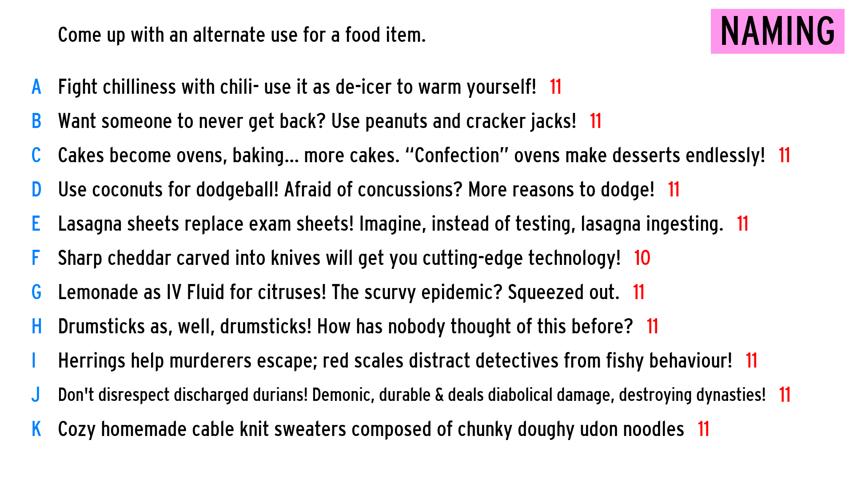 Come up with an alternate use for a food item.
NAMING
A Fight chilliness with chili- use it as de-icer to warm yourself! 11
B Want someone to never get back? Use peanuts and cracker jacks! 11
C Cakes become ovens, baking... more cakes. “Confection” ovens make desserts endlessly! 11
D Use coconuts for dodgeball! Afraid of concussions? More reasons to dodge! 11
E Lasagna sheets replace exam sheets! Imagine, instead of testing, lasagna ingesting. 11
F Sharp cheddar carved into knives will get you cutting-edge technology! 10
G Lemonade as IV Fluid for citruses! The scurvy epidemic? Squeezed out. 11
H Drumsticks as, well, drumsticks! How has nobody thought of this before? 11
I Herrings help murderers escape; red scales distract detectives from fishy behaviour! 11
J Don't disrespect discharged durians! Demonic, durable & deals diabolical damage, destroying dynasties! 11
K Cozy homemade cable knit sweaters composed of chunky doughy udon noodles 11